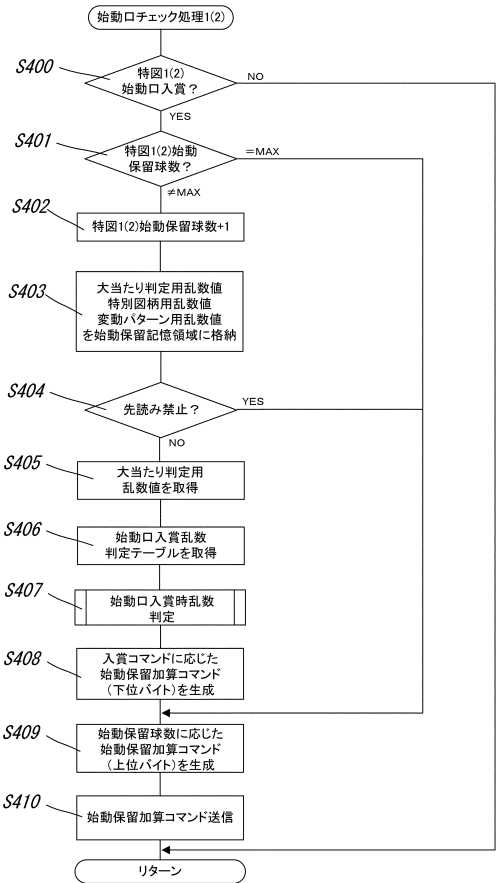 始動口チェック処理1(2)
S400
特図1(2)
始動口入賞？
NO
YES
S401
特図1(2)始動
保留球数？
＝MAX
≠MAX
S402
特図1(2)始動保留球数+1
S403
大当たり判定用乱数値
特別図柄用乱数値
変動パターン用乱数値
を始動保留記憶領域に格納
S404
先読み禁止？
YES
NO
S405
大当たり判定用
乱数値を取得
S406
始動口入賞乱数
判定テーブルを取得
S407
始動口入賞時乱数
判定
S408
入賞コマンドに応じた
始動保留加算コマンド
（下位バイト）を生成
S409
始動保留球数に応じた
始動保留加算コマンド
（上位バイト）を生成
S410
始動保留加算コマンド送信
リターン